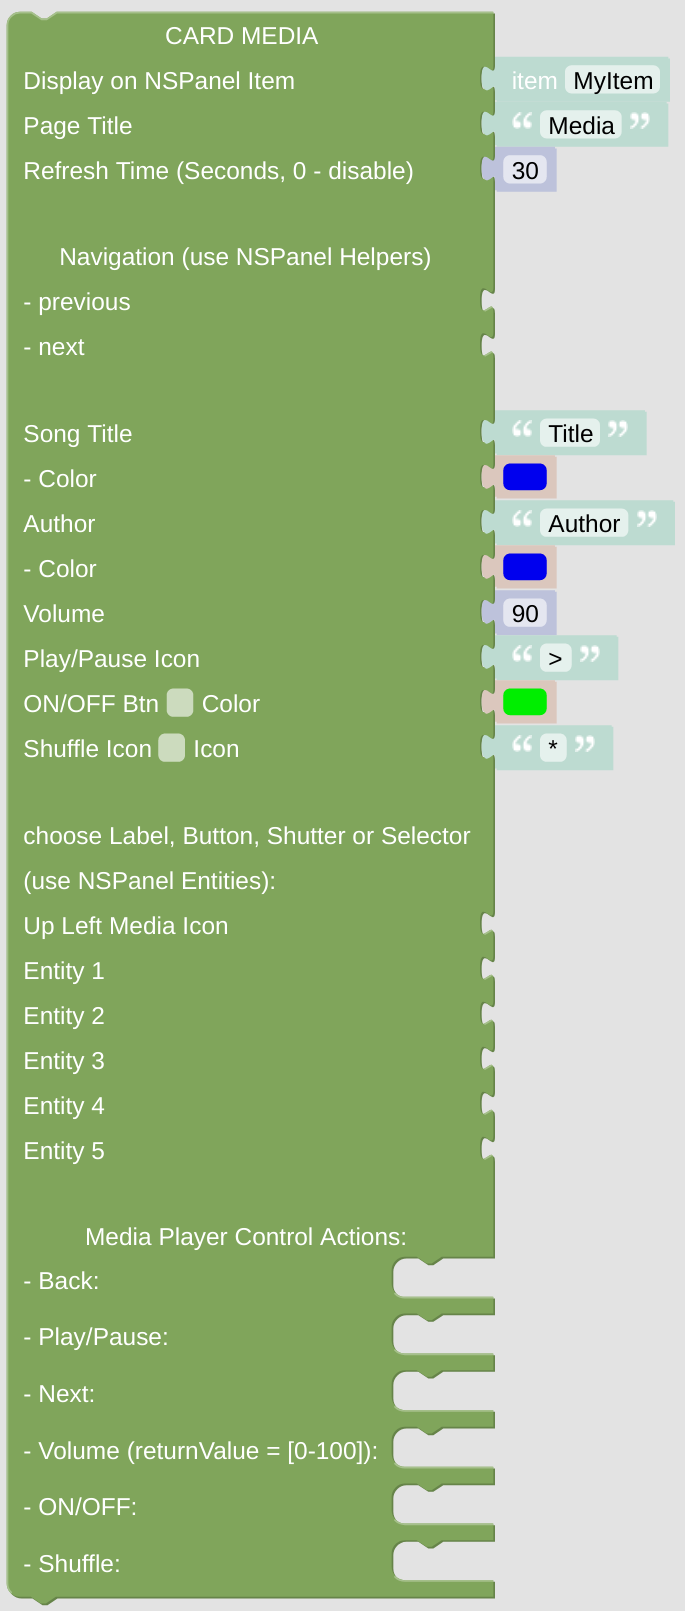 CARD MEDIA
Display on NSPanel Item item MyItem
Page Title “ Media ”
Refresh Time (Seconds, 0 - disable) 30
Navigation (use NSPanel Helpers)
- previous
- next
Song Title “ Title ”
- Color
Author “ Author ”
- Color
Volume 90
Play/Pause Icon “ > ”
ON/OFF Btn Color
Shuffle Icon Icon “ * ”
choose Label, Button, Shutter or Selector
(use NSPanel Entities):
Up Left Media Icon
Entity 1
Entity 2
Entity 3
Entity 4
Entity 5
Media Player Control Actions:
- Back:
- Play/Pause:
- Next:
- Volume (returnValue = [0-100]):
- ON/OFF:
- Shuffle: